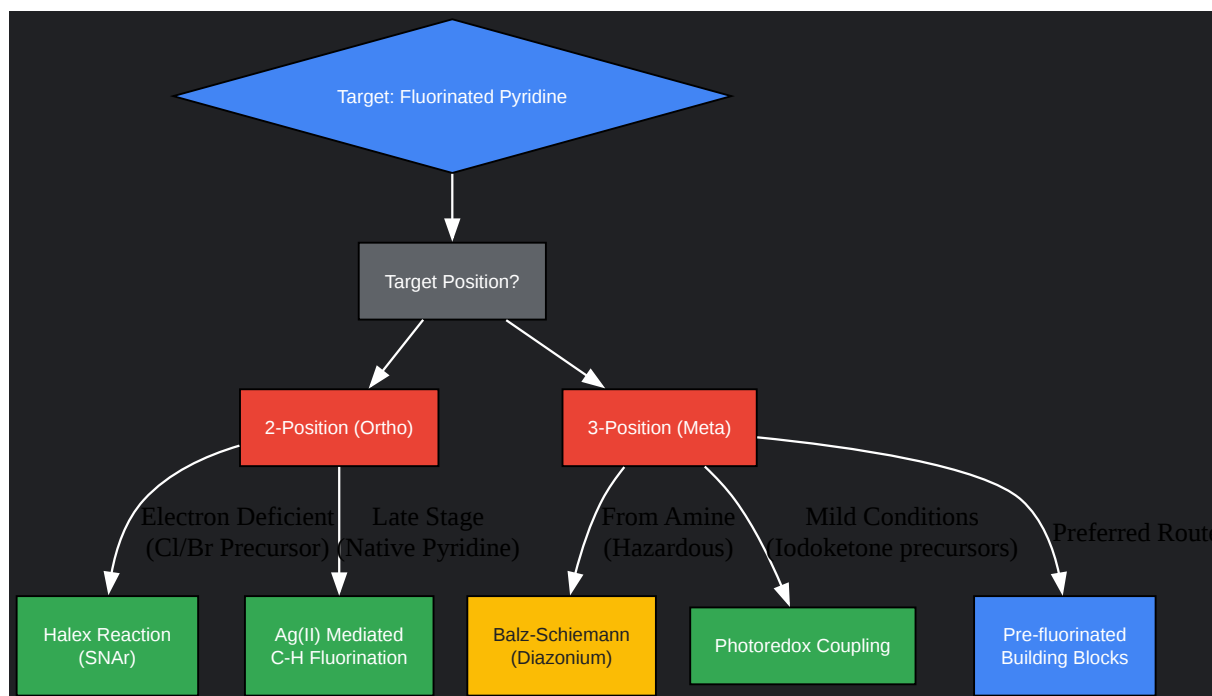 Target: Fluorinated Pyridine
Target Position?
2-Position (Ortho)
3-Position (Meta)
Electron Deficient
(Cl/Br Precursor)
Late Stage
(Native Pyridine)
From Amine
(Hazardous)
Mild Conditions
(Iodoketone precursors)
Preferred Route
Halex Reaction
(SNAr)
Ag(II) Mediated
C-H Fluorination
Balz-Schiemann
(Diazonium)
Photoredox Coupling
Pre-fluorinated
Building Blocks